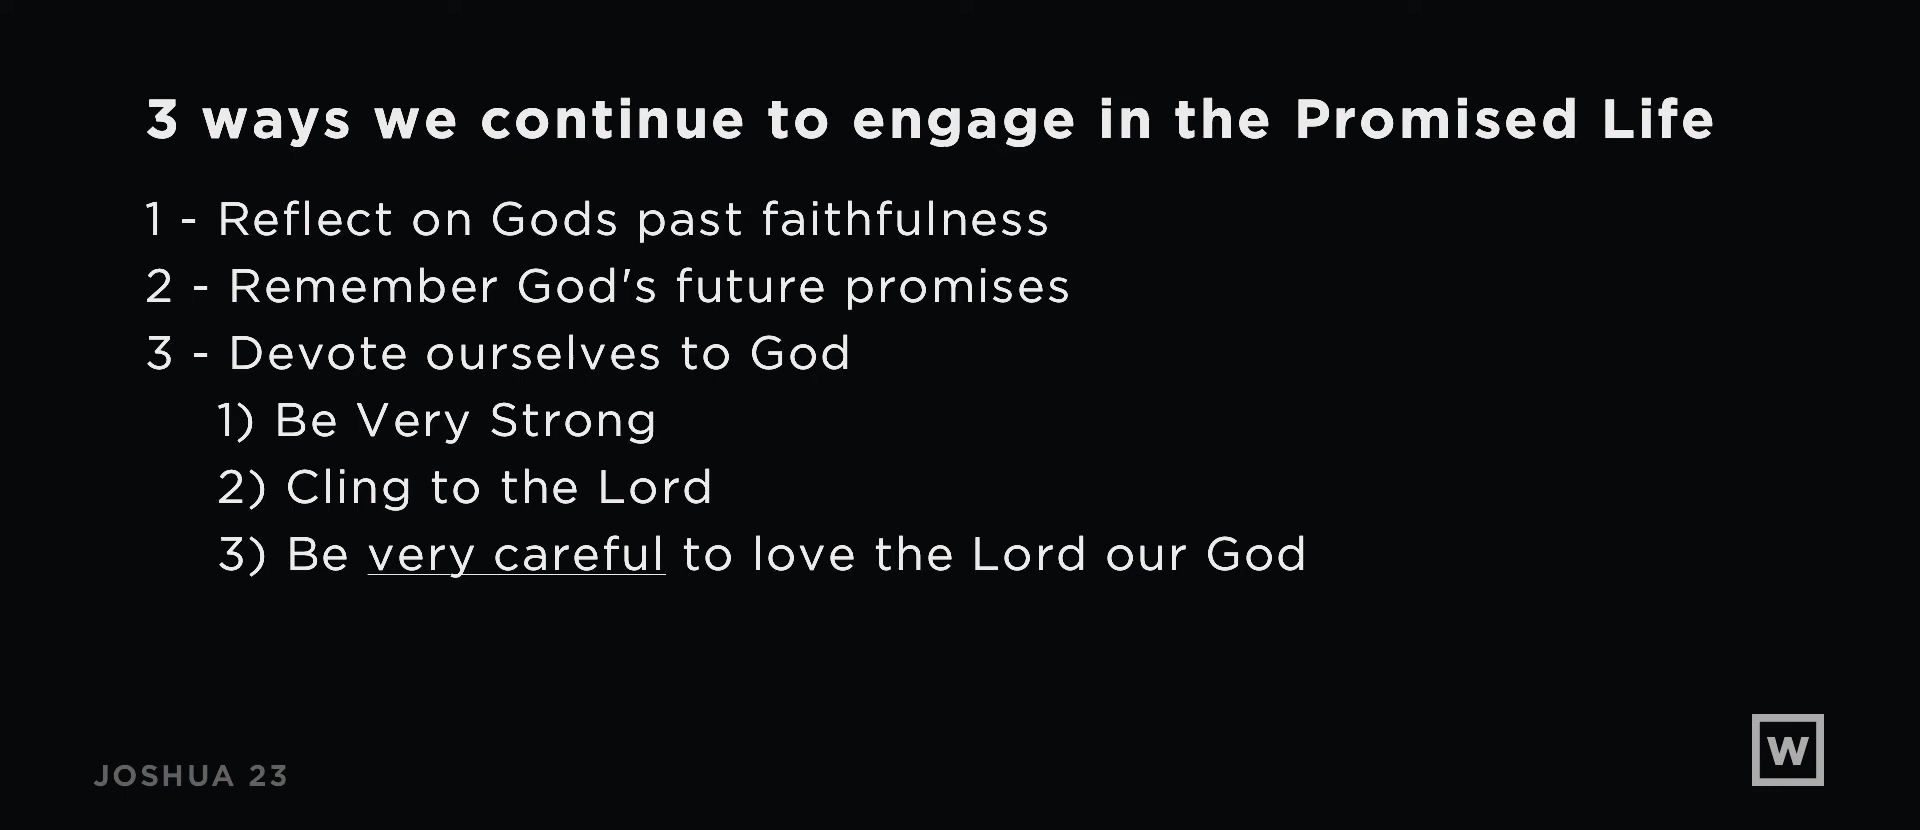 3 ways we continue to engage in the Promised Life
1 - Reflect on Gods past faithfulness
2 - Remember God's future promises
3 - Devote ourselves to God
1) Be Very Strong
2) Cling to the Lord
3) Be very careful to love the Lord our God
JOSHUA 23
W